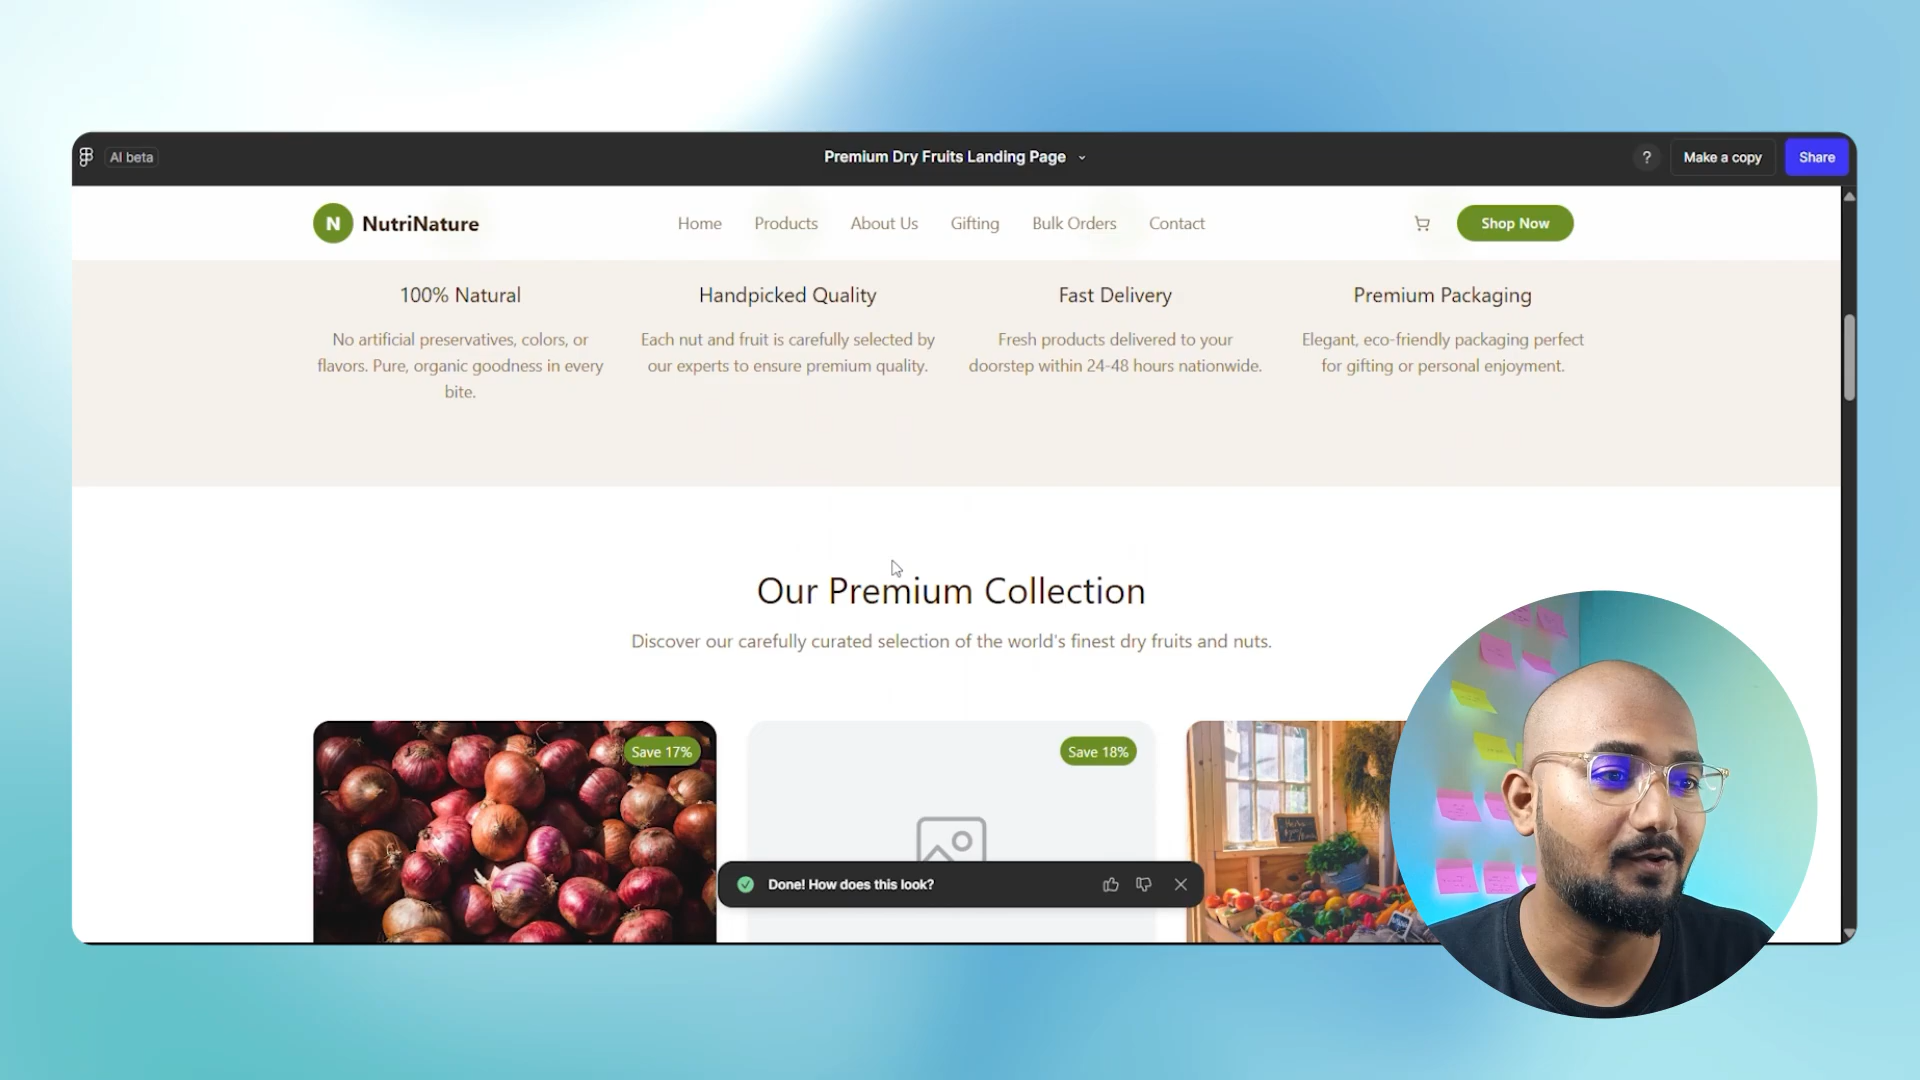 AI beta
Premium Dry Fruits Landing Page
?
Make a copy
Share
N NutriNature
Home
Products
About Us
Gifting
Bulk Orders
Contact
Shop Now
100% Natural
No artificial preservatives, colors, or
flavors. Pure, organic goodness in every
bite.
Handpicked Quality
Each nut and fruit is carefully selected by
our experts to ensure premium quality.
Fast Delivery
Fresh products delivered to your
doorstep within 24-48 hours nationwide.
Premium Packaging
Elegant, eco-friendly packaging perfect
for gifting or personal enjoyment.
Our Premium Collection
Discover our carefully curated selection of the world's finest dry fruits and nuts.
Save 17%
Save 18%
Done! How does this look?